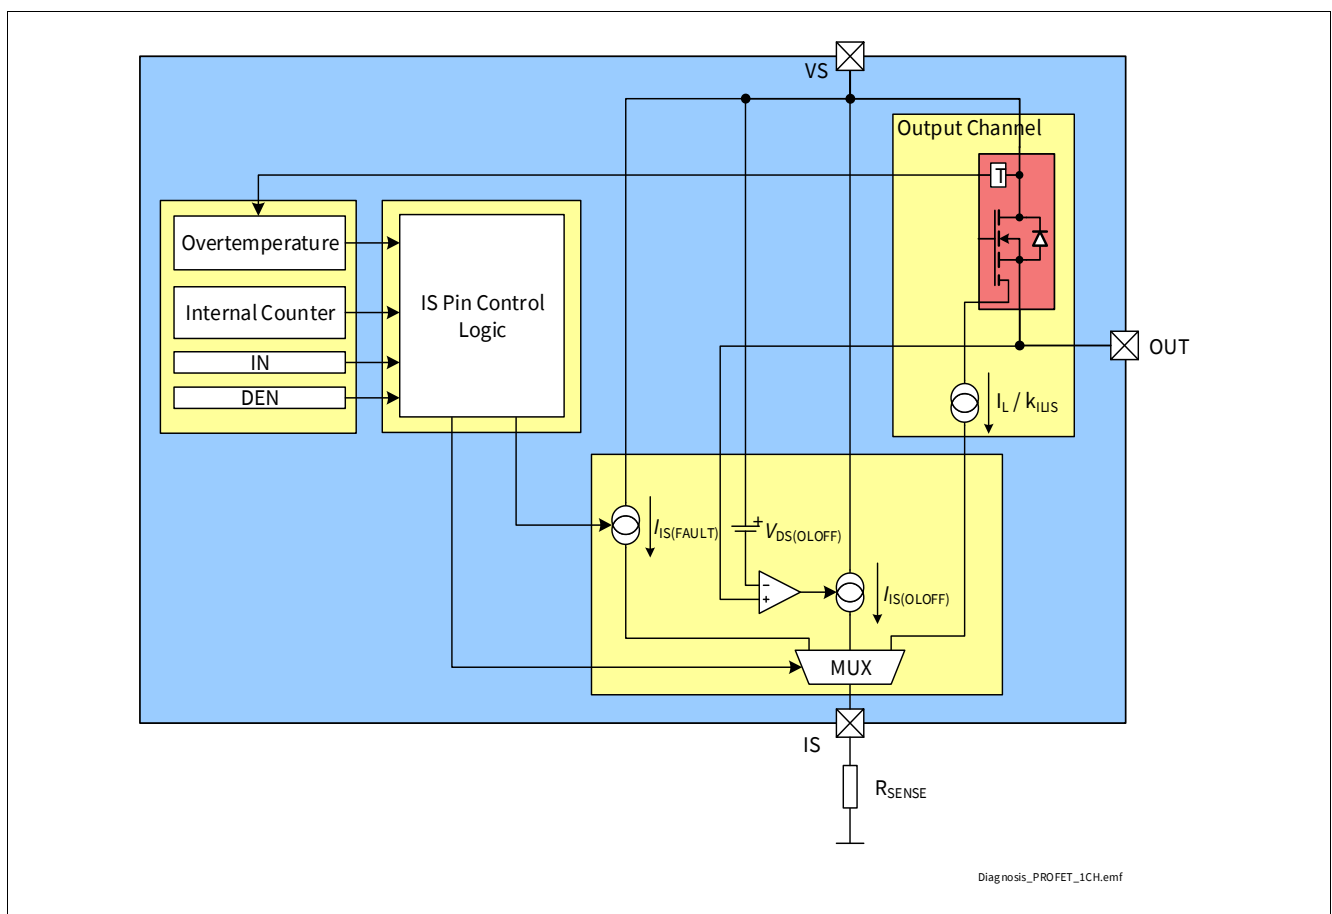 VS
Output Channel
T
Overtemperature
Internal Counter
IN
DEN
IS Pin Control
Logic
OUT
IL / kILIS
IIS(FAULT)
+
VDS(OLOFF)
−
+
IIS(OLOFF)
MUX
IS
RSENSE
Diagnosis_PROFET_1CH.emf